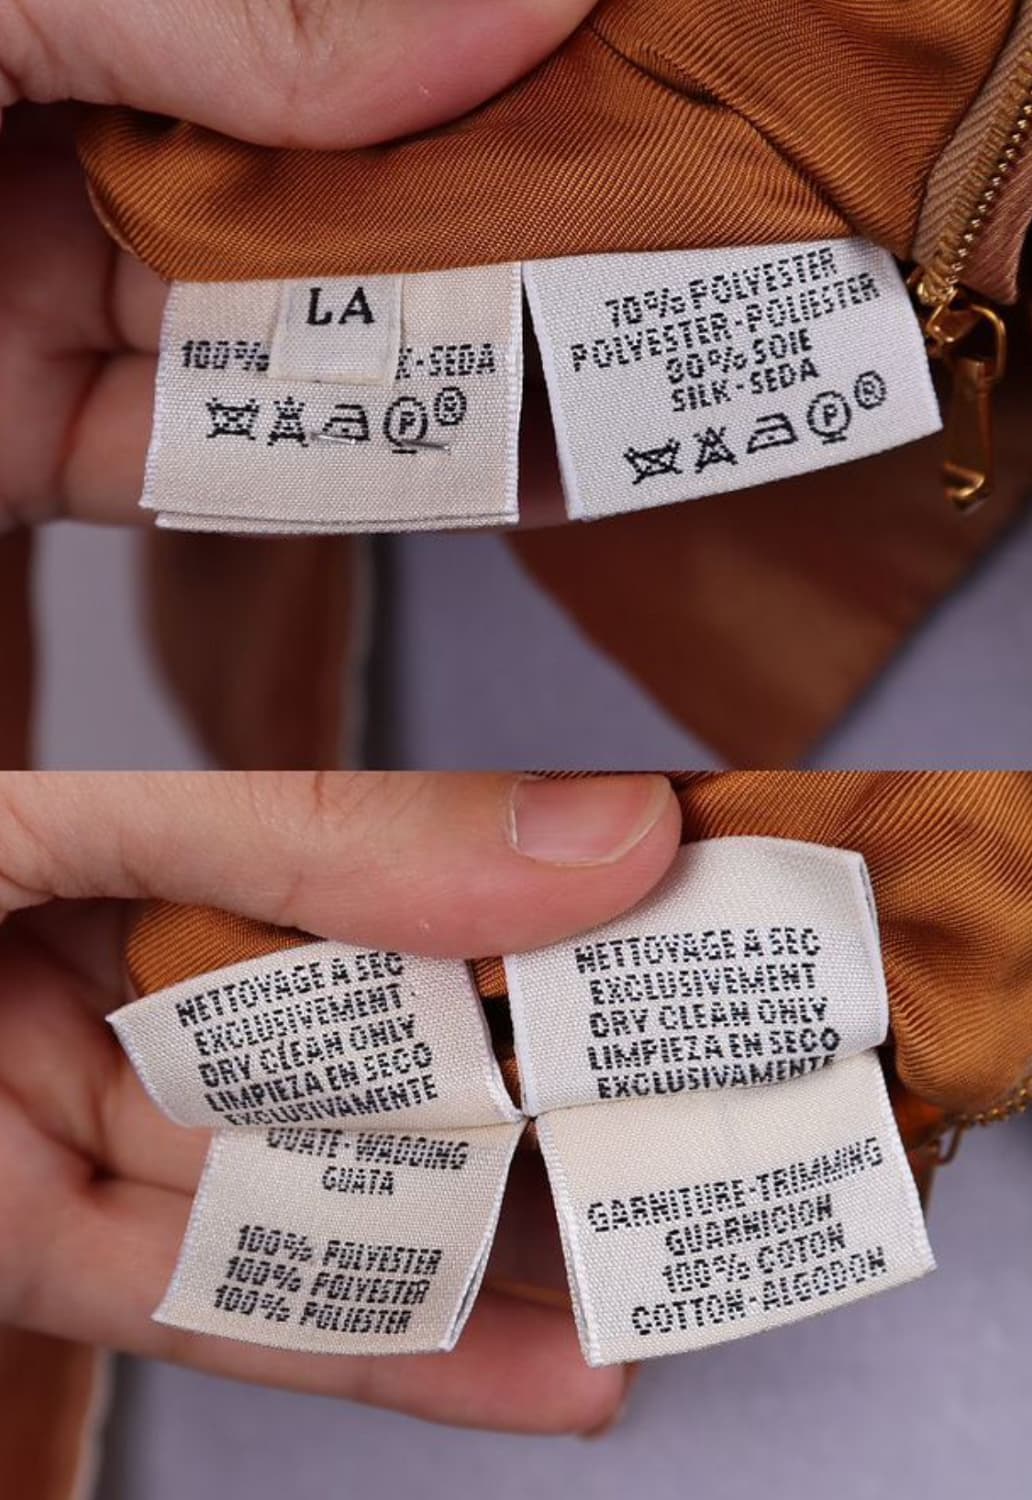 LA
100% K-SEDA
P R
70% POLYESTER
POLYESTER-POLIESTER
30% SOIE
SILK-SEDA
P R
NETTOYAGE A SEC
EXCLUSIVEMENT
DRY CLEAN ONLY
LIMPIEZA EN SECO
EXCLUSIVAMENTE
OUATE-WADDING
GUATA
100% POLYESTER
100% POLYESTER
100% POLIESTER
NETTOYAGE A SEC
EXCLUSIVEMENT
DRY CLEAN ONLY
LIMPIEZA EN SECO
EXCLUSIVAMENTE
GARNITURE-TRIMMING
GUARNICION
100% COTON
COTTON-ALGODON